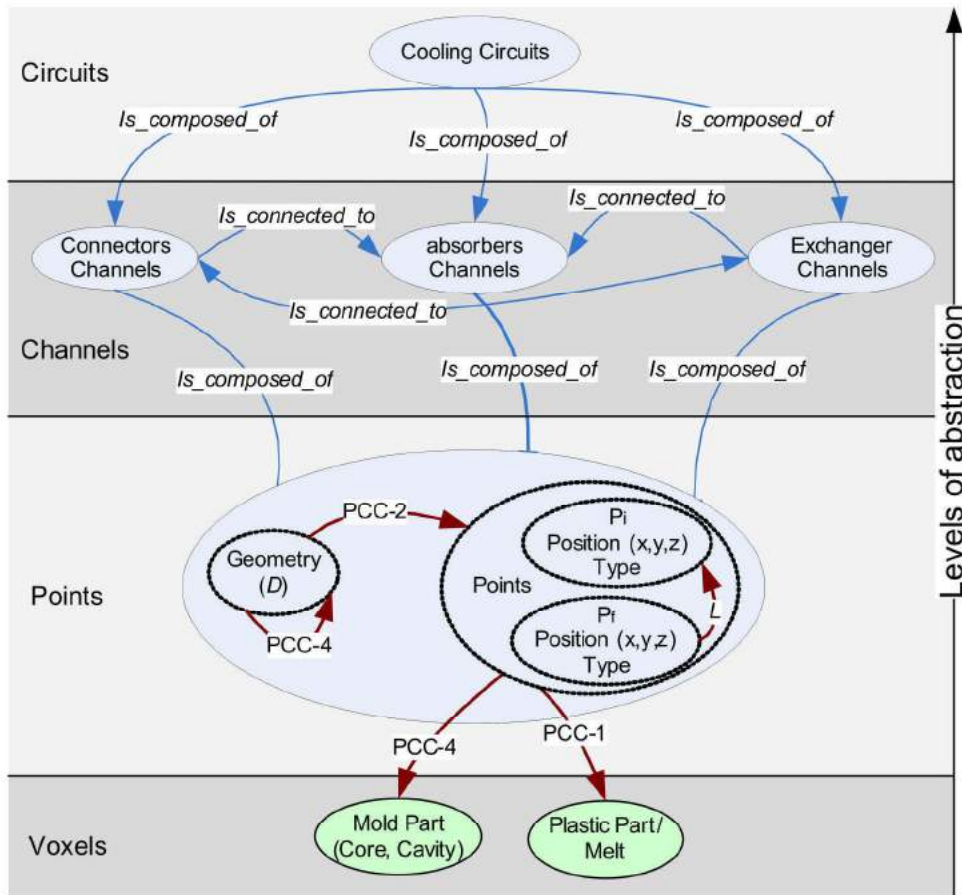 Cooling Circuits
Circuits
Is_composed_of
Is_composed_of
Is_composed_of
Is_connected_to
Is_connected_to
Connectors
Channels
absorbers
Channels
Exchanger
Channels
Is_connected_to
Channels
Is_composed_of
Is_composed_of
Is_composed_of
Levels of abstraction
Points
PCC-2
Geometry
(D)
PCC-4
Points
Pi
Position (x,y,z)
Type
L
Pf
Position (x,y,z)
Type
PCC-4
PCC-1
Voxels
Mold Part
(Core, Cavity)
Plastic Part/
Melt